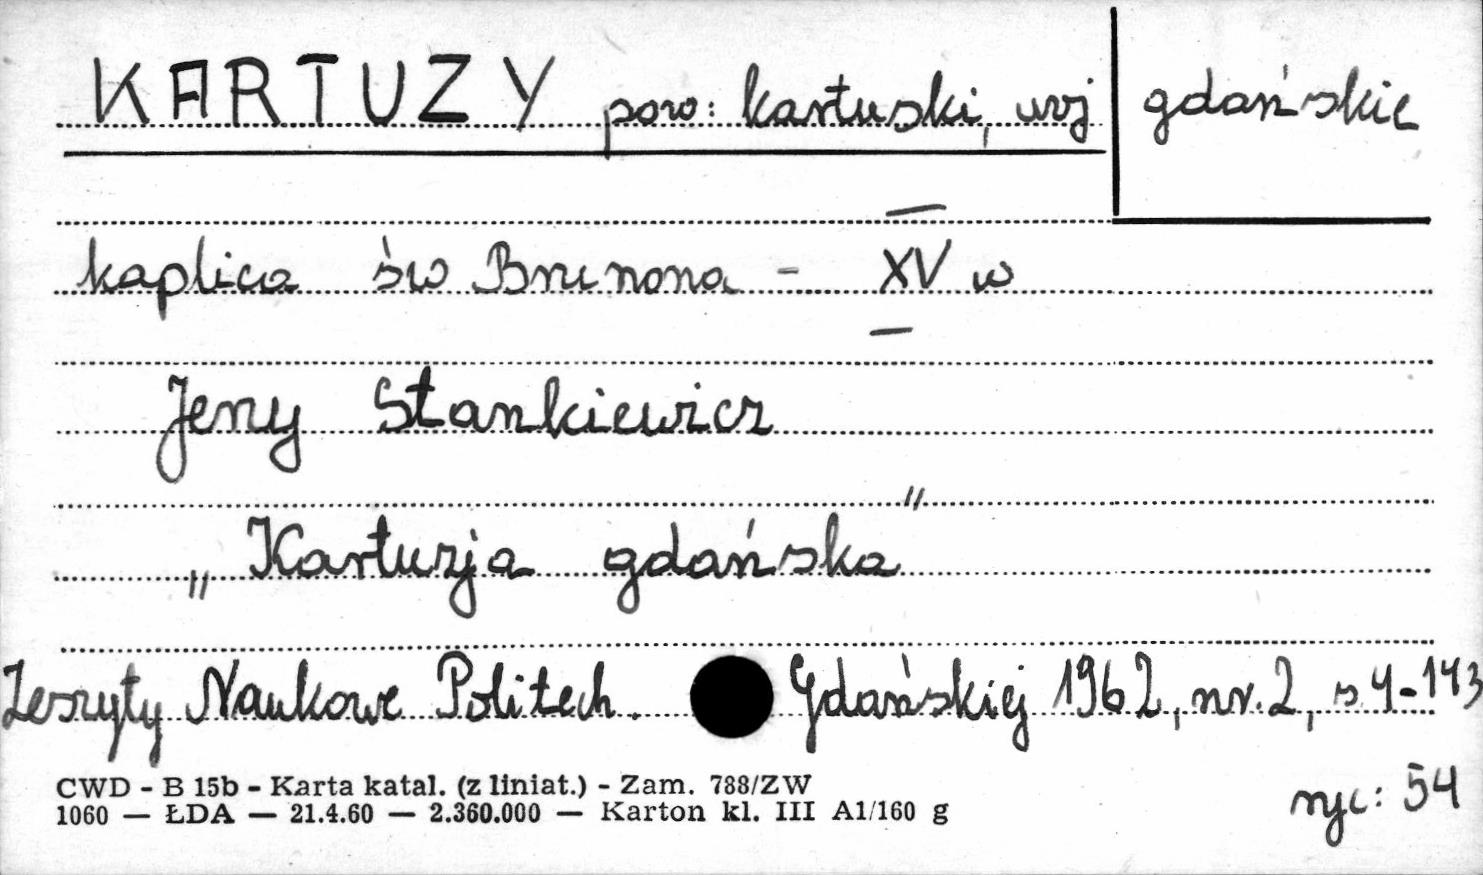 KARTUZY pow: kartuski, woj gdańskie
kaplica św Brunona - XV w
Jerzy Stankiewicz
„Kartuzja gdańska"
Zeszyty Naukowe Politech. Gdańskiej 1962, nr. 2, s. 4-143
CWD - B 15b - Karta katal. (z liniat.) - Zam. 788/ZW
1060 — ŁDA — 21.4.60 — 2.360.000 — Karton kl. III A1/160 g
ryc: 54